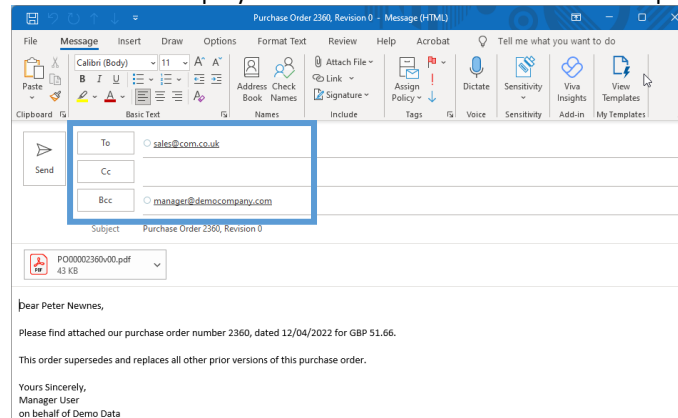 Purchase Order 2360, Revision 0 - Message (HTML)
File Message Insert Draw Options Format Text Review Help Acrobat Tell me what you want to do
Calibri (Body) 11 A^ A˅ Attach File
Paste B I U Address Check Link Assign Dictate Sensitivity Viva View
A A Book Names Signature Policy Insights Templates
Clipboard Basic Text Names Include Tags Voice Sensitivity Add-in My Templates
To sales@com.co.uk
Send Cc
Bcc manager@democompany.com
Subject Purchase Order 2360, Revision 0
PDF PO00002360v00.pdf
43 KB
Dear Peter Newnes,
Please find attached our purchase order number 2360, dated 12/04/2022 for GBP 51.66.
This order supersedes and replaces all other prior versions of this purchase order.
Yours Sincerely,
Manager User
on behalf of Demo Data